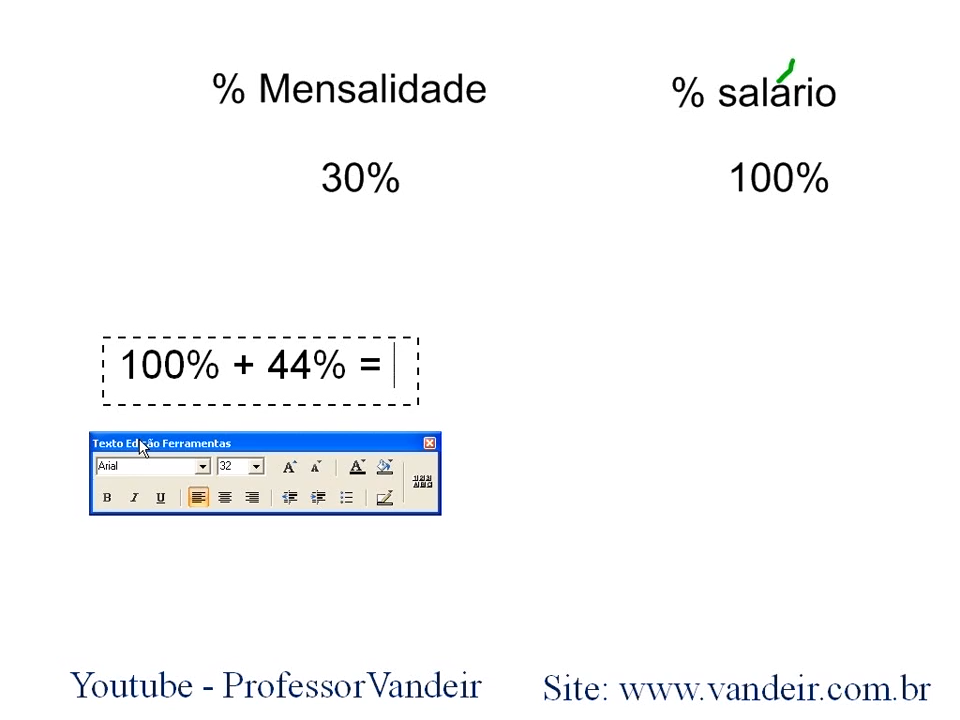 % Mensalidade
% salário
30%
100%
100% + 44% =
Texto Edição Ferramentas
Arial
32
A A A
B I U
Youtube - ProfessorVandeir
Site: www.vandeir.com.br